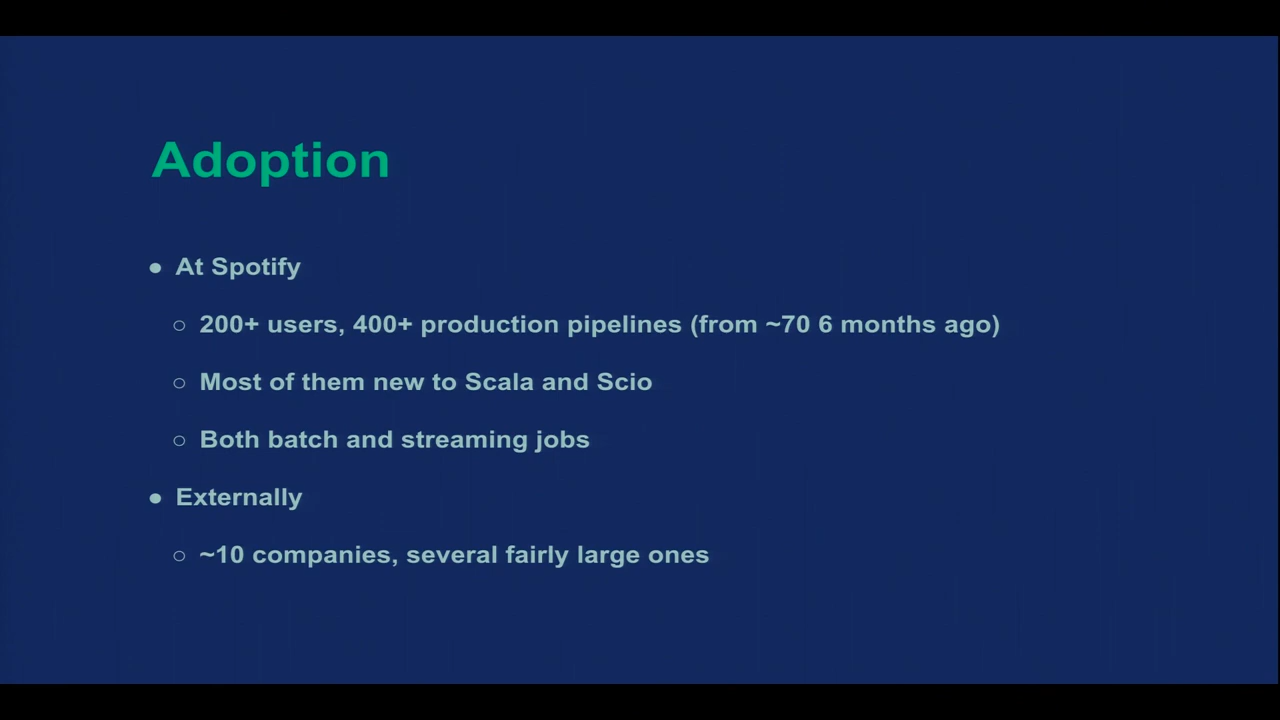 Adoption
● At Spotify
○ 200+ users, 400+ production pipelines (from ~70 6 months ago)
○ Most of them new to Scala and Scio
○ Both batch and streaming jobs
● Externally
○ ~10 companies, several fairly large ones